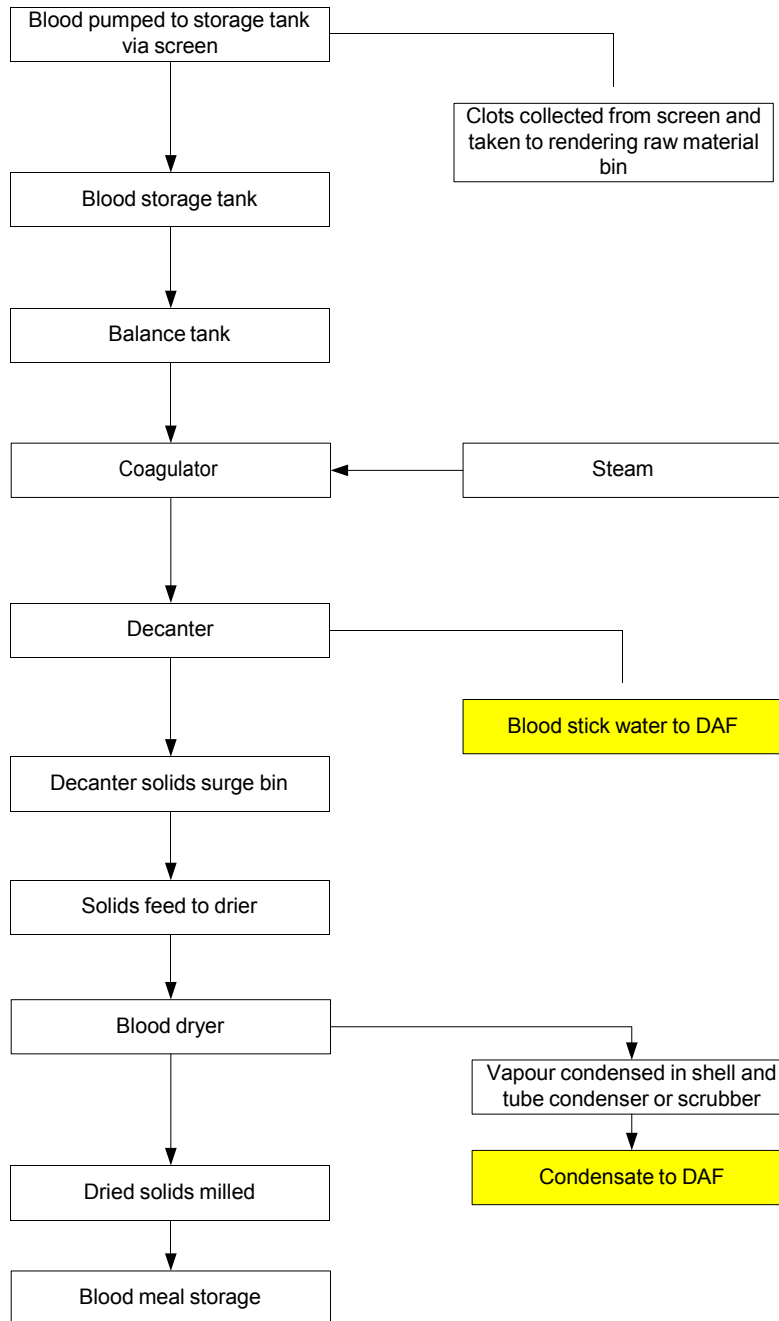 Blood pumped to storage tank
via screen
Clots collected from screen and
taken to rendering raw material
bin
Blood storage tank
Balance tank
Coagulator
Steam
Decanter
Blood stick water to DAF
Decanter solids surge bin
Solids feed to drier
Blood dryer
Vapour condensed in shell and
tube condenser or scrubber
Condensate to DAF
Dried solids milled
Blood meal storage